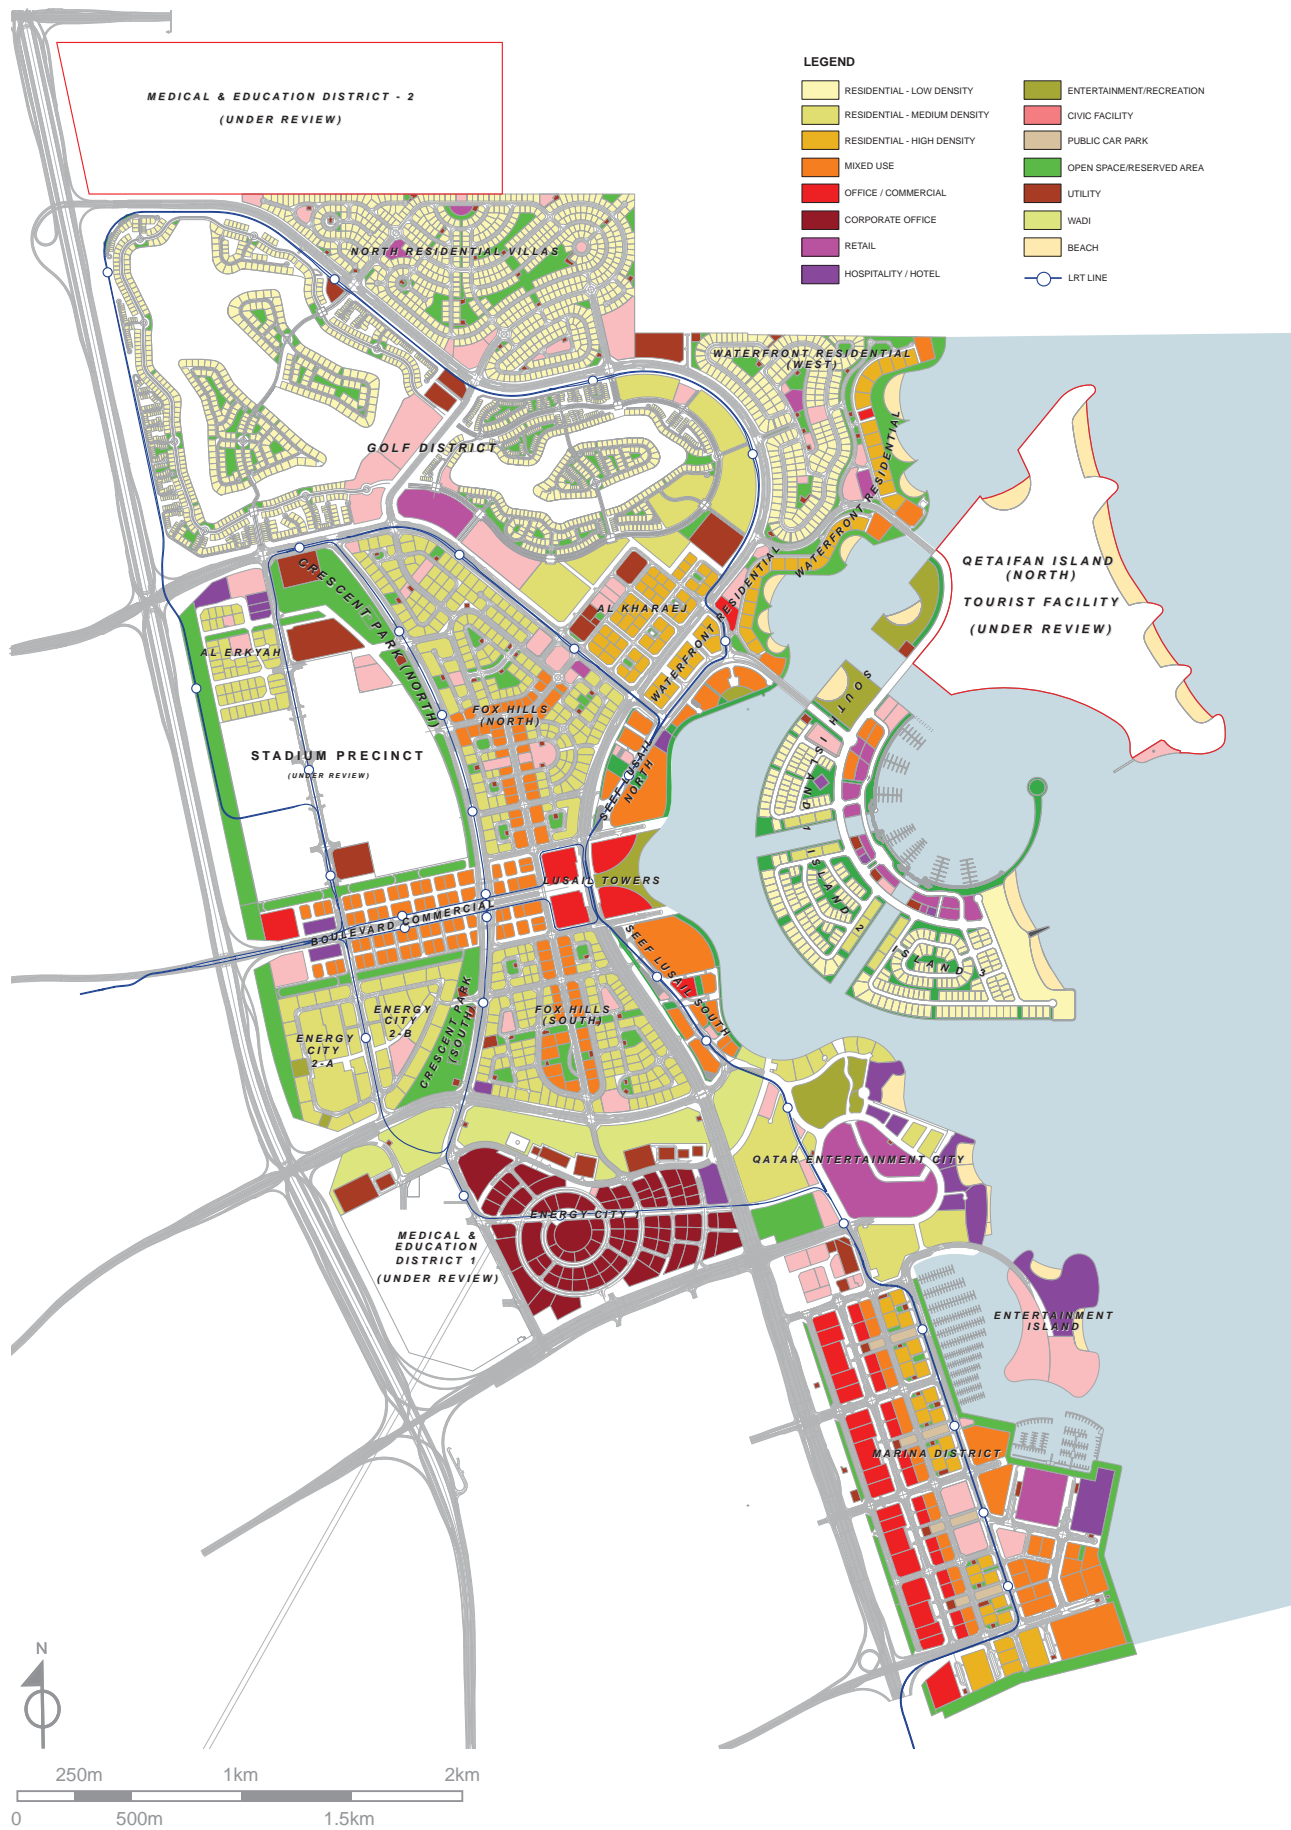 MEDICAL & EDUCATION DISTRICT - 2
(UNDER REVIEW)
LEGEND
RESIDENTIAL - LOW DENSITY
RESIDENTIAL - MEDIUM DENSITY
RESIDENTIAL - HIGH DENSITY
MIXED USE
OFFICE / COMMERCIAL
CORPORATE OFFICE
RETAIL
HOSPITALITY / HOTEL
ENTERTAINMENT/RECREATION
CIVIC FACILITY
PUBLIC CAR PARK
OPEN SPACE/RESERVED AREA
UTILITY
WADI
BEACH
LRT LINE
NORTH RESIDENTIAL VILLAS
WATERFRONT RESIDENTIAL
(WEST)
WATERFRONT RESIDENTIAL
GOLF DISTRICT
QETAIFAN ISLAND
(NORTH)
TOURIST FACILITY
(UNDER REVIEW)
CRESCENT PARK (NORTH)
AL KHARAEJ
WATERFRONT RESIDENTIAL
AL ERKYAH
FOX HILLS
(NORTH)
SOUTH
ISLAND 1
STADIUM PRECINCT
(UNDER REVIEW)
SEEF LUSAIL
NORTH
ISLAND 2
LUSAIL TOWERS
BOULEVARD COMMERCIAL
SEEF LUSAIL SOUTH
ISLAND 3
ENERGY
CITY
2-B
CRESCENT PARK
(SOUTH)
FOX HILLS
(SOUTH)
ENERGY
CITY
2-A
QATAR ENTERTAINMENT CITY
ENERGY CITY 1
MEDICAL &
EDUCATION
DISTRICT 1
(UNDER REVIEW)
ENTERTAINMENT
ISLAND
MARINA DISTRICT
N
250m
1km
2km
0
500m
1.5km